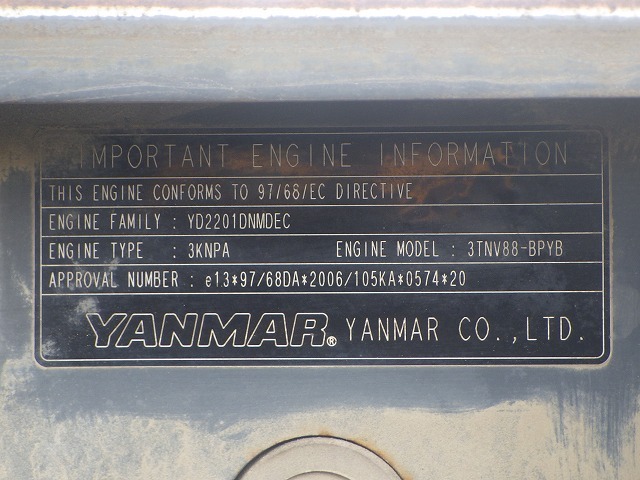 IMPORTANT ENGINE INFORMATION
THIS ENGINE CONFORMS TO 97/68/EC DIRECTIVE
ENGINE FAMILY : YD2201DNMDEC
ENGINE TYPE : 3KNPA ENGINE MODEL : 3TNV88-BPYB
APPROVAL NUMBER : e13*97/68DA*2006/105KA*0574*20
YANMAR® YANMAR CO.,LTD.